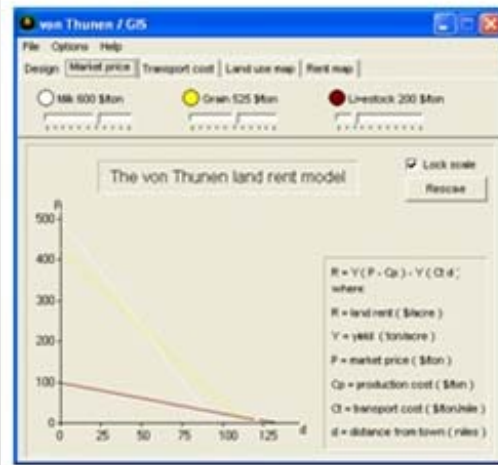 von Thunen / GIS
File Options Help
Design Market price Transport cost Land use map Rent map
Milk 600 $/ton Grain 525 $/ton Livestock 200 $/ton
The von Thunen land rent model
Lock scale
Rescale
R
500
400
300
200
100
0
0 25 50 75 100 125 d
R = Y ( P - Cp ) - Y ( Ct d )
where:
R = land rent ( $/acre )
Y = yield ( ton/acre )
P = market price ( $/ton )
Cp = production cost ( $/ton )
Ct = transport cost ( $/ton/mile )
d = distance from town ( miles )